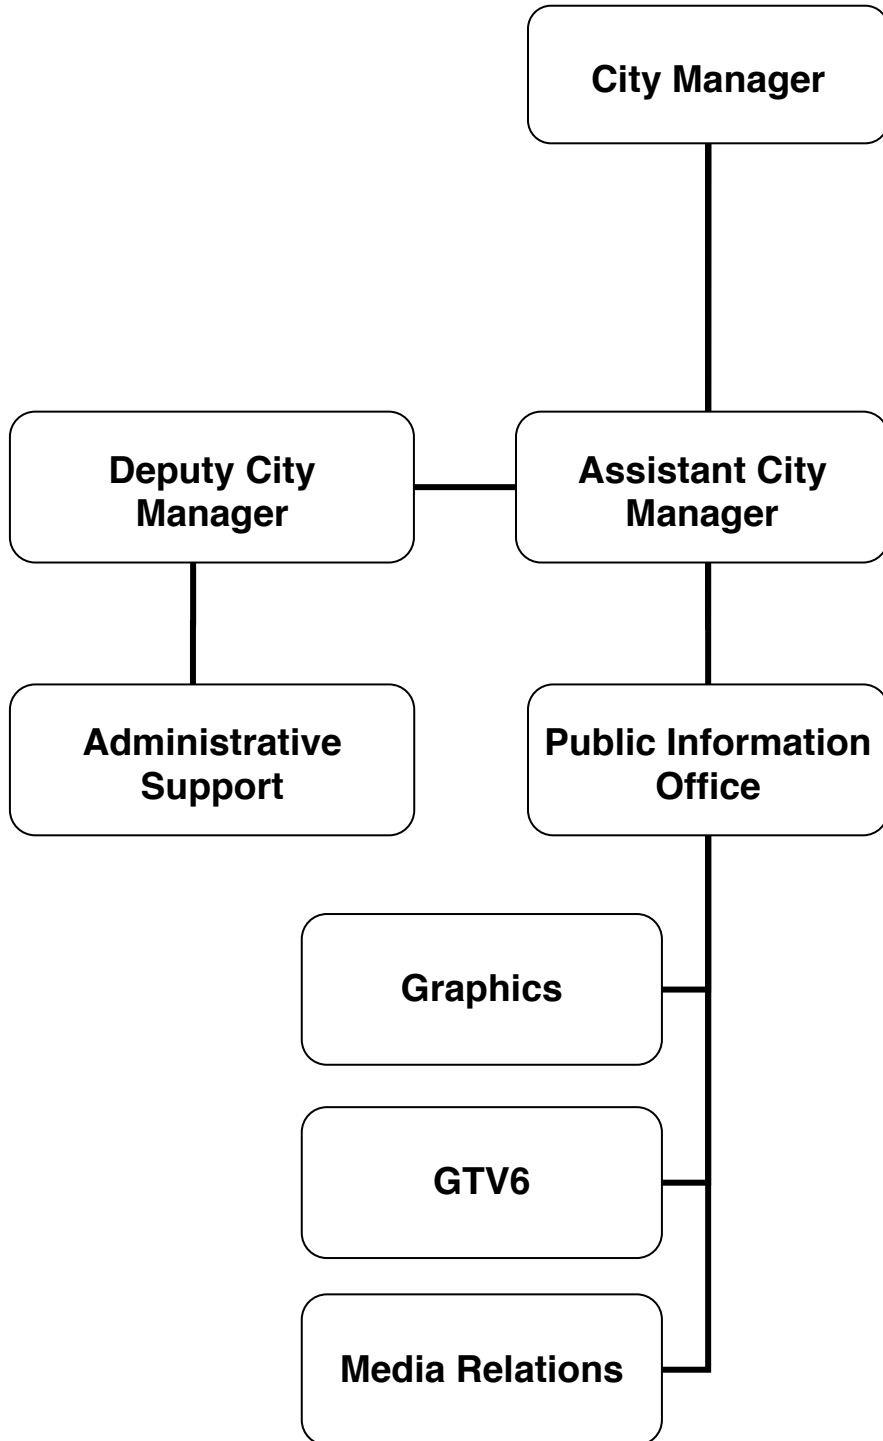 City Manager
Deputy City
Manager
Assistant City
Manager
Administrative
Support
Public Information
Office
Graphics
GTV6
Media Relations